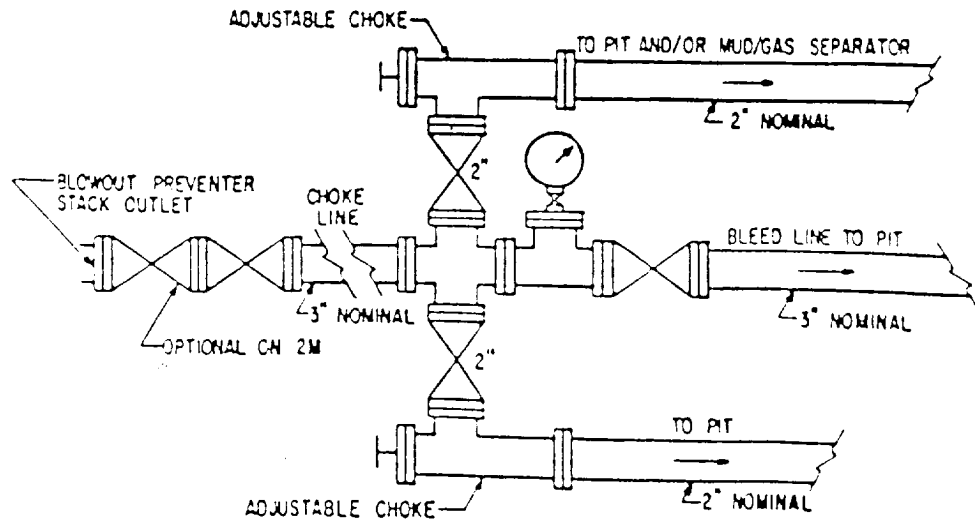 ADJUSTABLE CHOKE
TO PIT AND/OR MUD/GAS SEPARATOR
2" NOMINAL
2"
BLOWOUT PREVENTER
STACK OUTLET
CHOKE
LINE
BLEED LINE TO PIT
3" NOMINAL
3" NOMINAL
OPTIONAL ON 2M
2"
TO PIT
ADJUSTABLE CHOKE
2" NOMINAL